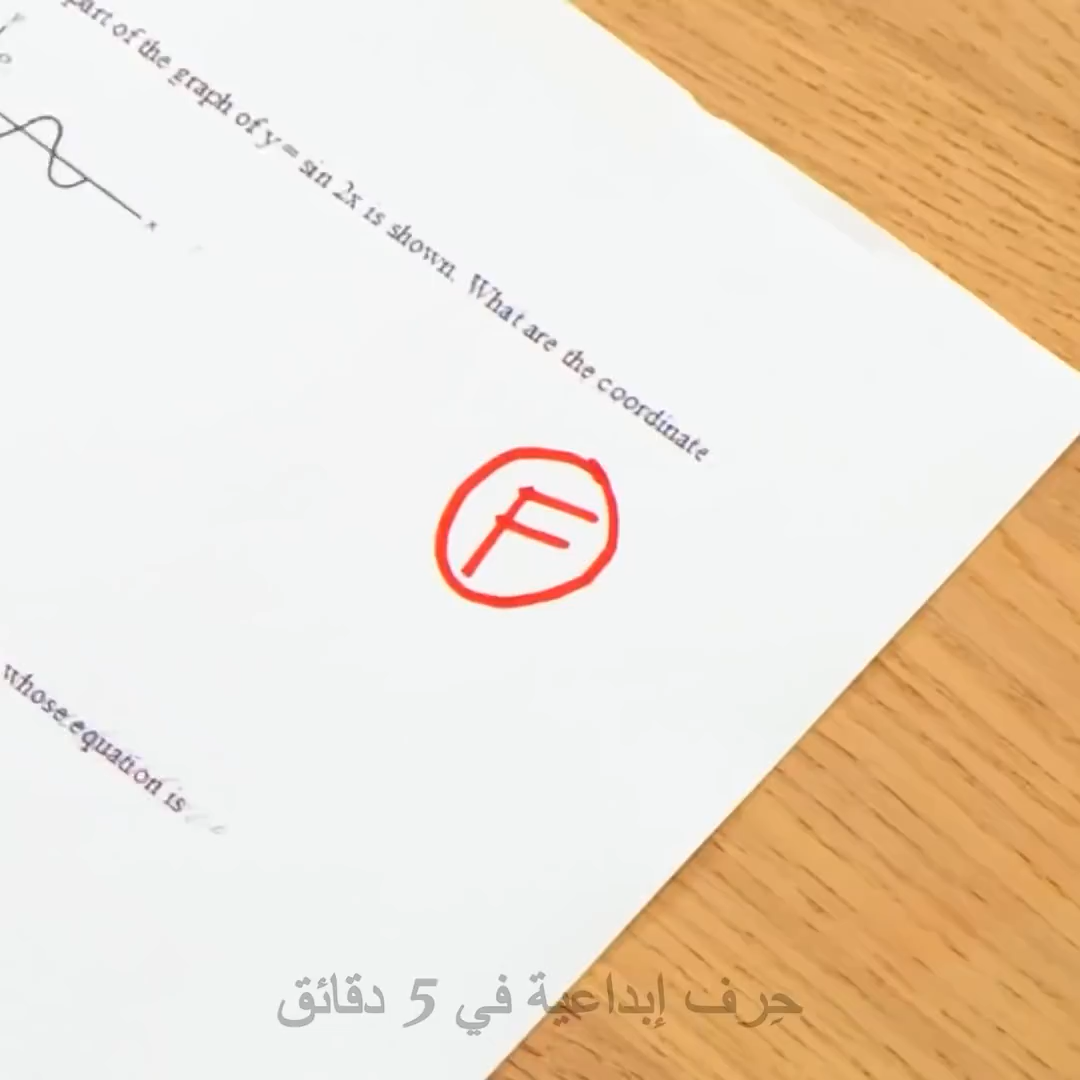 part of the graph of y = sin 2x is shown. What are the coordinate
y
x
F
whose equation is
حِرف إبداعية في 5 دقائق